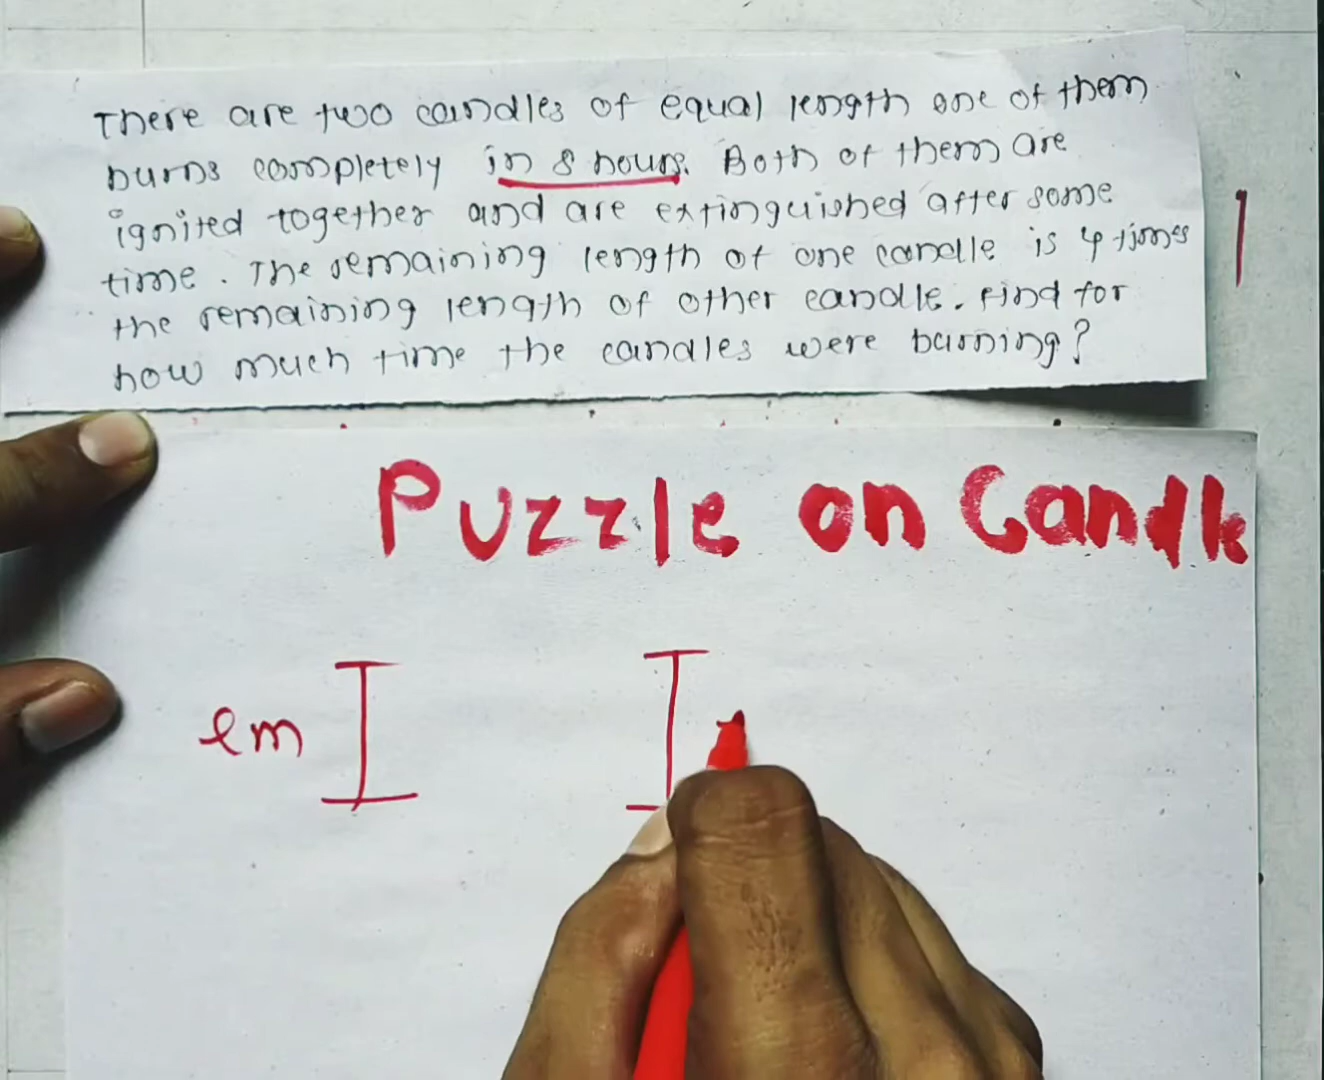 There are two candles of equal length one of them
burns completely in 8 hours. Both of them are
ignited together and are extinguished after some
time. The remaining length of one candle is 4 times
the remaining length of other candle. Find for
how much time the candles were burning?
Puzzle on Candle
lm